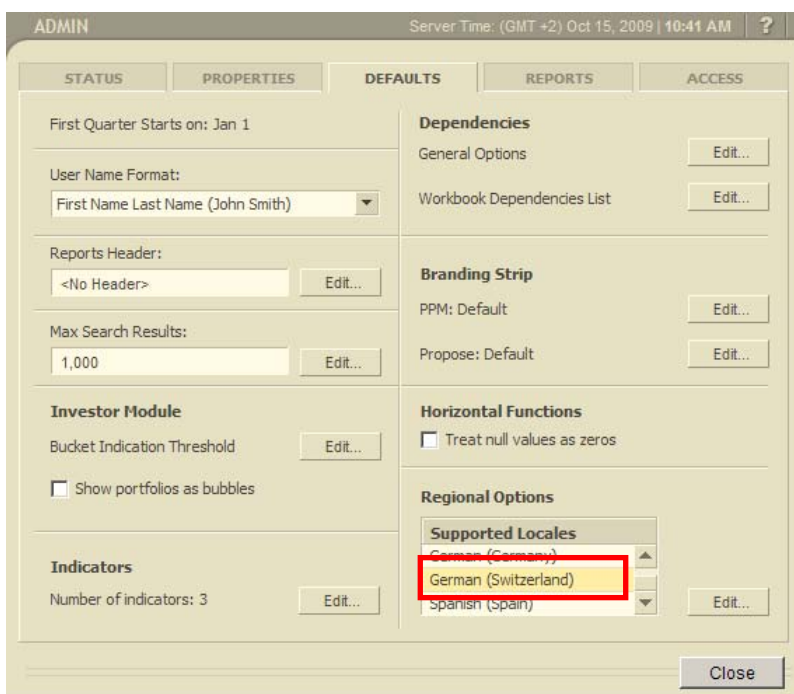 ADMIN
Server Time: (GMT +2) Oct 15, 2009 | 10:41 AM
?
STATUS
PROPERTIES
DEFAULTS
REPORTS
ACCESS
First Quarter Starts on: Jan 1
User Name Format:
First Name Last Name (John Smith)
Reports Header:
<No Header>
Edit...
Max Search Results:
1,000
Edit...
Investor Module
Bucket Indication Threshold
Edit...
Show portfolios as bubbles
Indicators
Number of indicators: 3
Edit...
Dependencies
General Options
Edit...
Workbook Dependencies List
Edit...
Branding Strip
PPM: Default
Edit...
Propose: Default
Edit...
Horizontal Functions
Treat null values as zeros
Regional Options
Supported Locales
German (Germany)
German (Switzerland)
Spanish (Spain)
Edit...
Close